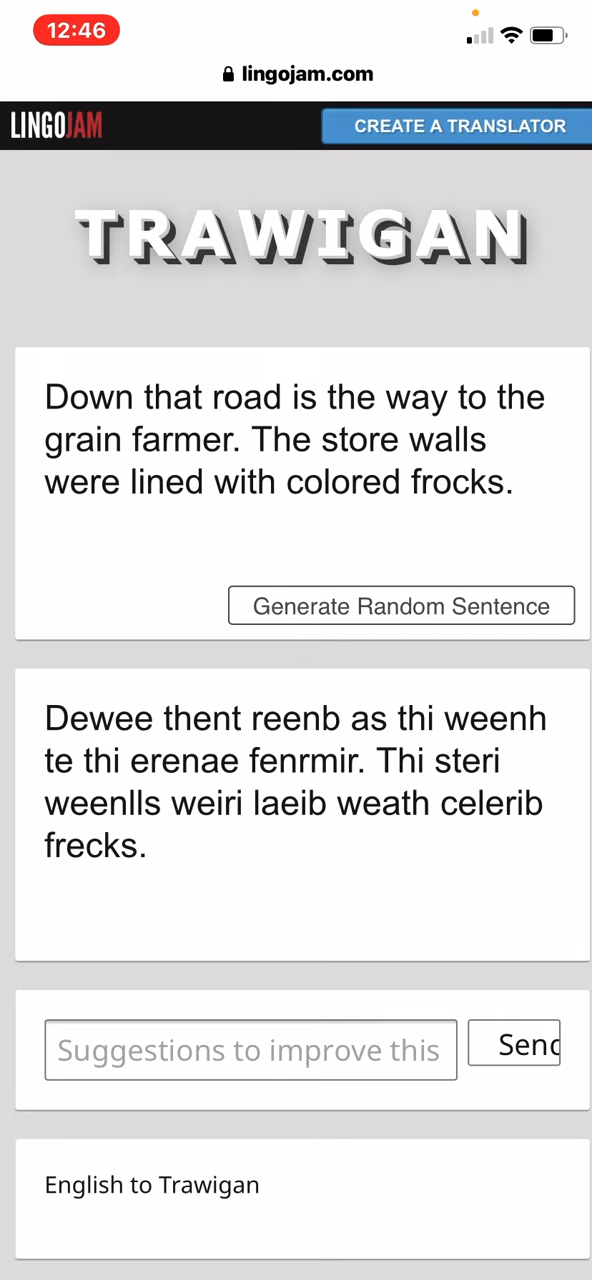 12:46
lingojam.com
LINGOJAM
CREATE A TRANSLATOR
TRAWIGAN
Down that road is the way to the
grain farmer. The store walls
were lined with colored frocks.
Generate Random Sentence
Dewee thent reenb as thi weenh
te thi erenae fenrmir. Thi steri
weenlls weiri laeib weath celerib
frecks.
Suggestions to improve this
Send
English to Trawigan